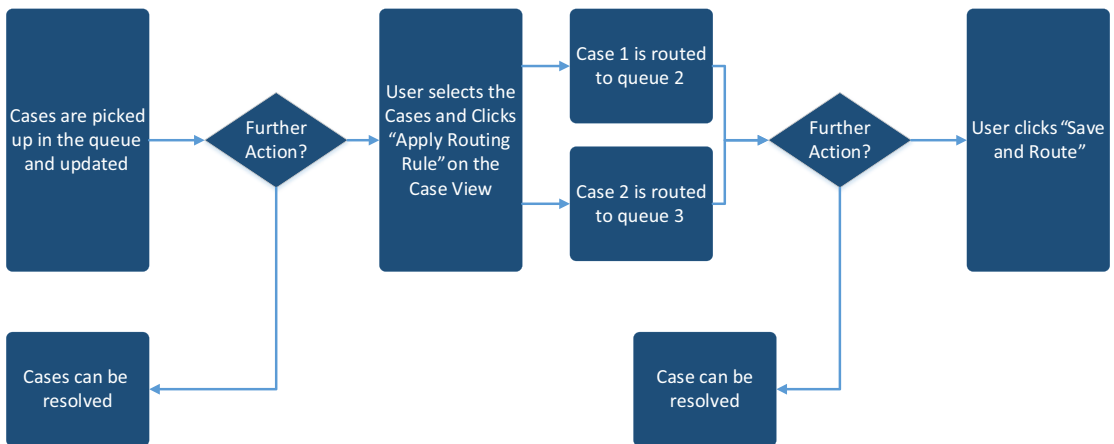 Cases are picked
up in the queue
and updated
Further
Action?
User selects the
Cases and Clicks
“Apply Routing
Rule” on the
Case View
Case 1 is routed
to queue 2
Case 2 is routed
to queue 3
Further
Action?
User clicks “Save
and Route”
Cases can be
resolved
Case can be
resolved